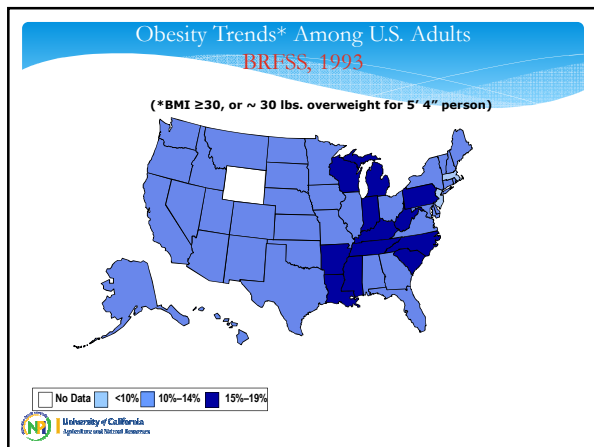 Obesity Trends* Among U.S. Adults
BRFSS, 1993
(*BMI ≥30, or ~ 30 lbs. overweight for 5’ 4” person)
No Data <10% 10%–14% 15%–19%
NPI
University of California
Agriculture and Natural Resources